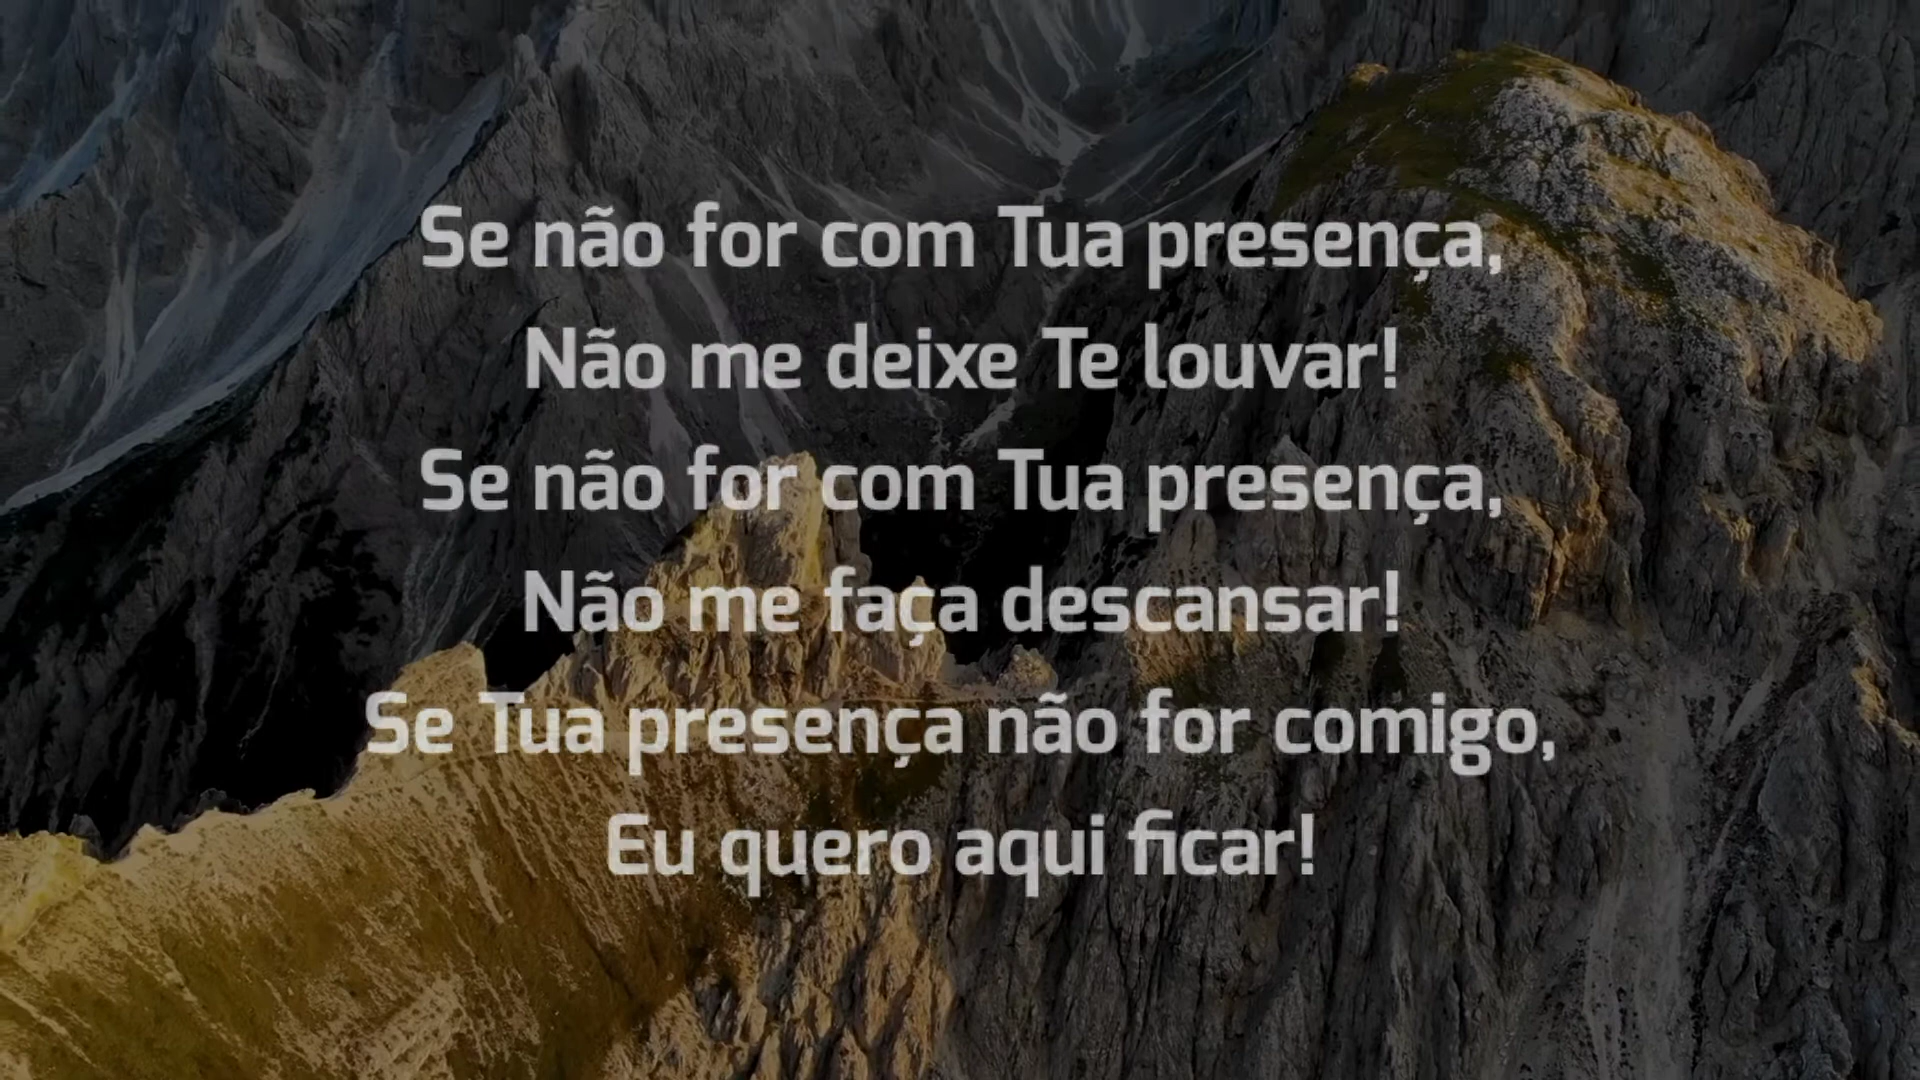 Se não for com Tua presença,
Não me deixe Te louvar!
Se não for com Tua presença,
Não me faça descansar!
Se Tua presença não for comigo,
Eu quero aqui ficar!